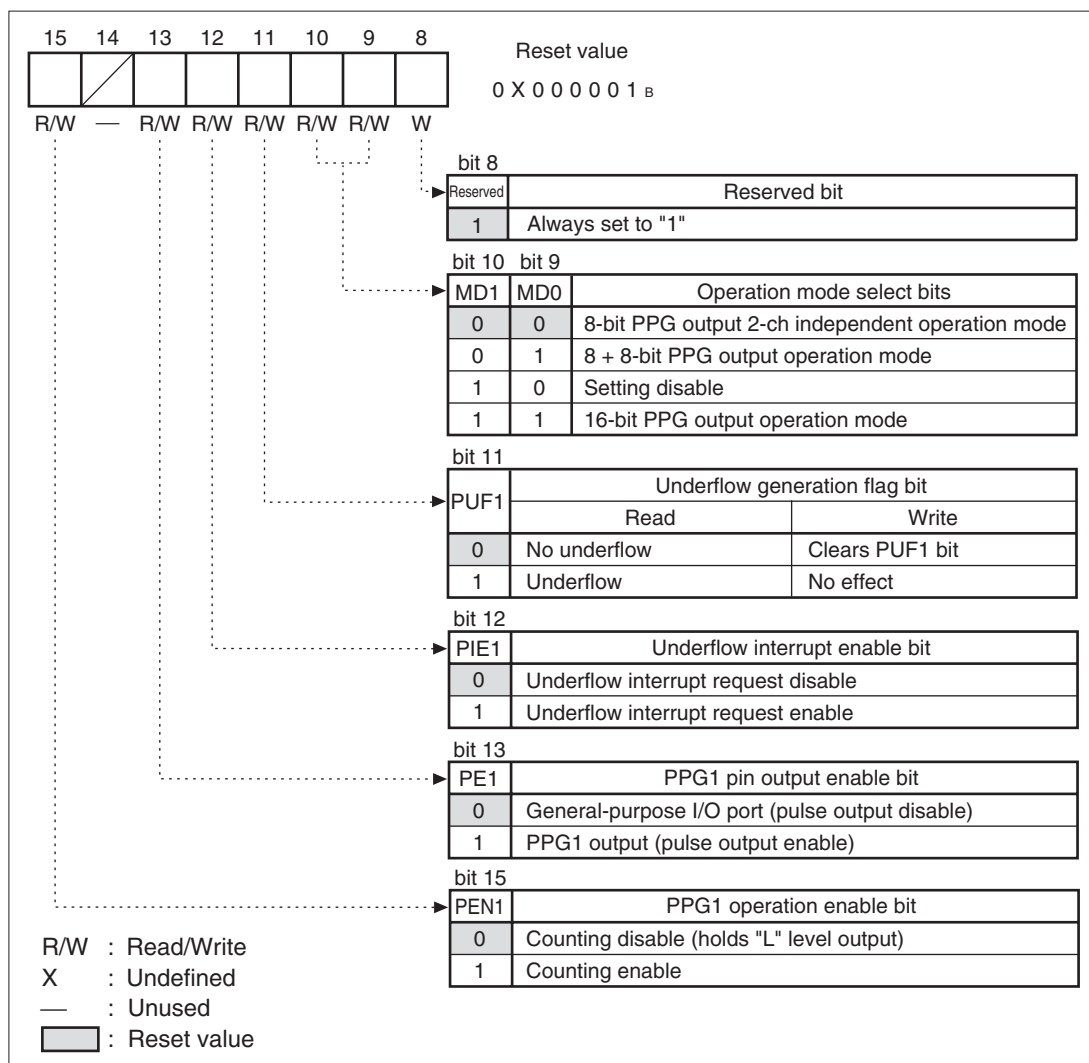 15 14 13 12 11 10 9 8
Reset value
0 X 0 0 0 0 0 1 B
R/W — R/W R/W R/W R/W R/W W
bit 8
Reserved Reserved bit
1 Always set to "1"
bit 10 bit 9
MD1 MD0 Operation mode select bits
0 0 8-bit PPG output 2-ch independent operation mode
0 1 8 + 8-bit PPG output operation mode
1 0 Setting disable
1 1 16-bit PPG output operation mode
bit 11
PUF1 Underflow generation flag bit
Read Write
0 No underflow Clears PUF1 bit
1 Underflow No effect
bit 12
PIE1 Underflow interrupt enable bit
0 Underflow interrupt request disable
1 Underflow interrupt request enable
bit 13
PE1 PPG1 pin output enable bit
0 General-purpose I/O port (pulse output disable)
1 PPG1 output (pulse output enable)
bit 15
PEN1 PPG1 operation enable bit
0 Counting disable (holds "L" level output)
1 Counting enable
R/W : Read/Write
X : Undefined
— : Unused
: Reset value